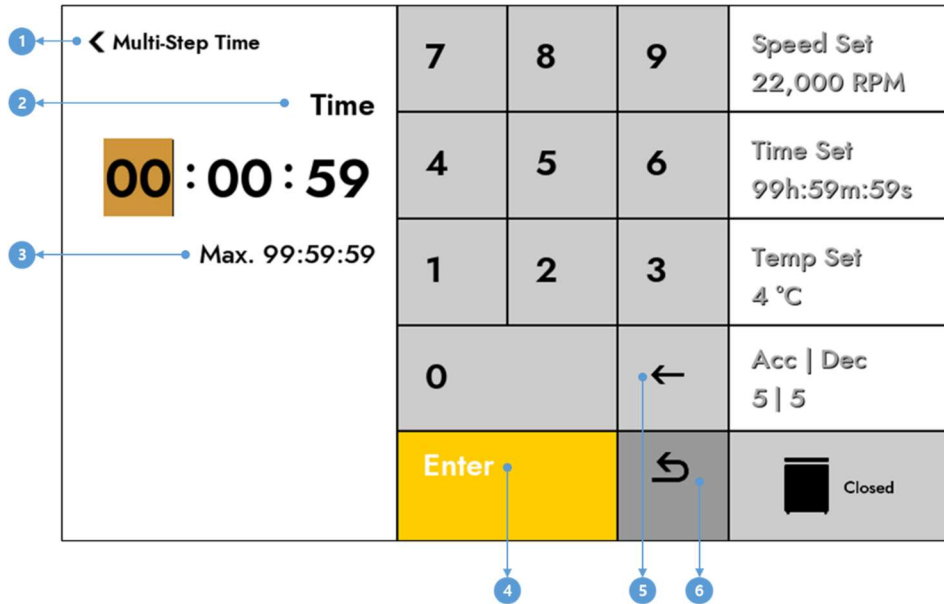 1
Multi-Step Time
2
Time
00:00:59
3
Max. 99:59:59
7
8
9
4
5
6
1
2
3
0
Enter
Speed Set
22,000 RPM
Time Set
99h:59m:59s
Temp Set
4 °C
Acc | Dec
5 | 5
Closed
4
5
6